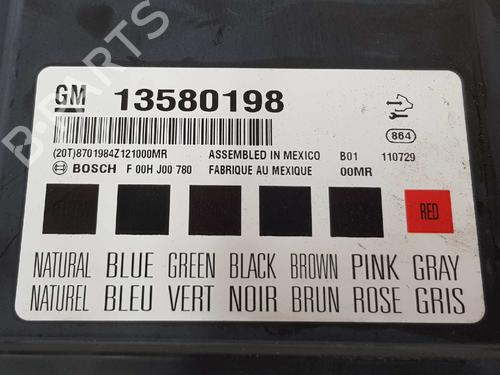 GM 13580198
864
(20T)8701984Z121000MR ASSEMBLED IN MEXICO B01 110729
BOSCH F 00H J00 780 FABRIQUE AU MEXIQUE 00MR
RED
NATURAL BLUE GREEN BLACK BROWN PINK GRAY
NATUREL BLEU VERT NOIR BRUN ROSE GRIS
B-PARTS